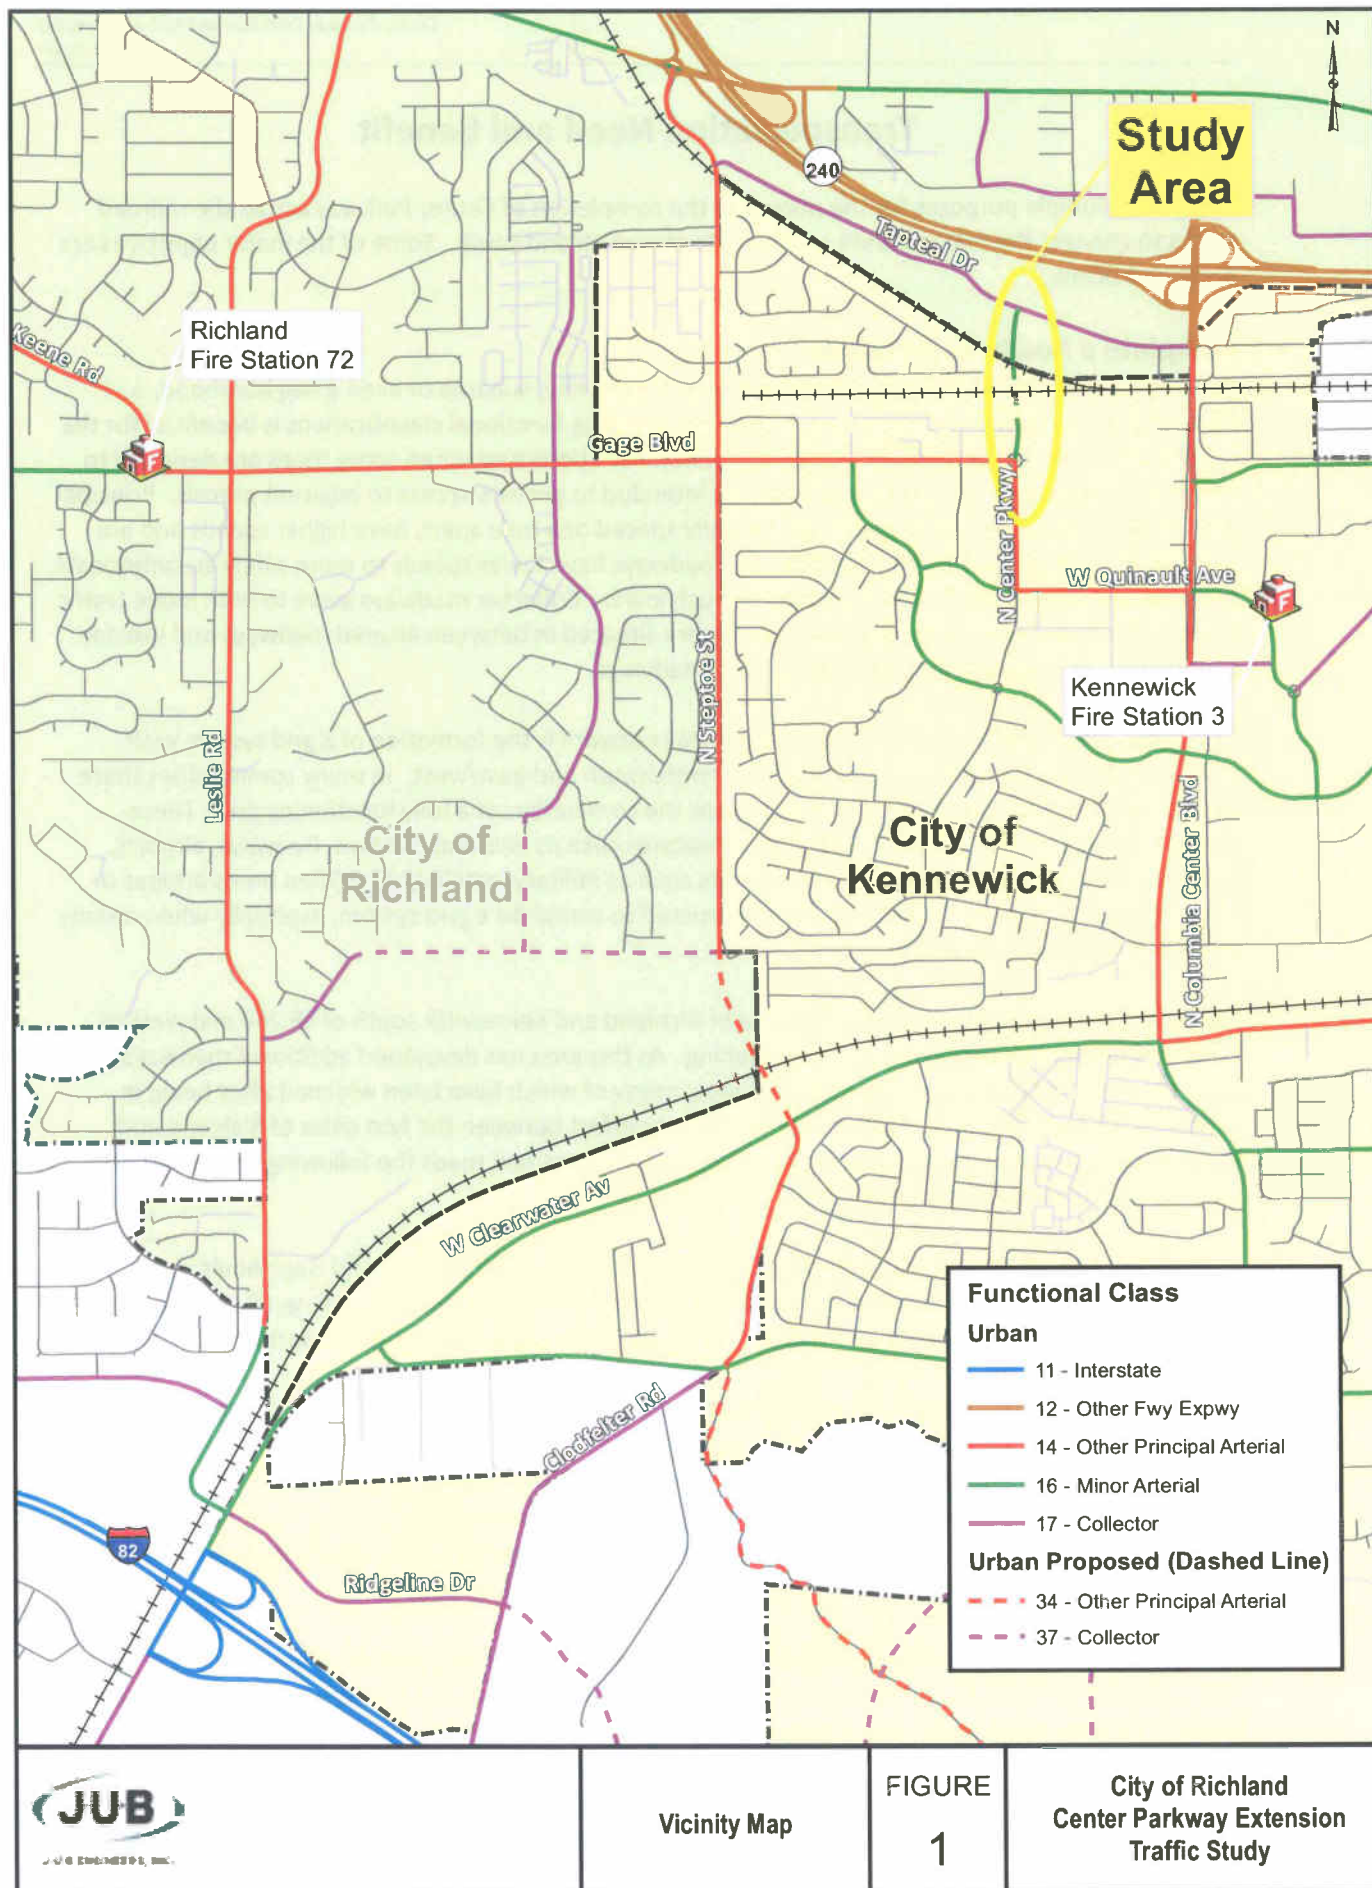 N
Study
Area
240
Tapteal Dr
Richland
Fire Station 72
Keene Rd
F
Gage Blvd
N Center Pkwy
W Quinault Ave
F
Kennewick
Fire Station 3
N Steptoe St
Leslie Rd
City of
Richland
City of
Kennewick
N Columbia Center Blvd
W Clearwater Av
Clodfelter Rd
82
Ridgeline Dr
Functional Class
Urban
11 - Interstate
12 - Other Fwy Expwy
14 - Other Principal Arterial
16 - Minor Arterial
17 - Collector
Urban Proposed (Dashed Line)
34 - Other Principal Arterial
37 - Collector
JUB
J-U-B ENGINEERS, INC.
Vicinity Map
FIGURE
1
City of Richland
Center Parkway Extension
Traffic Study